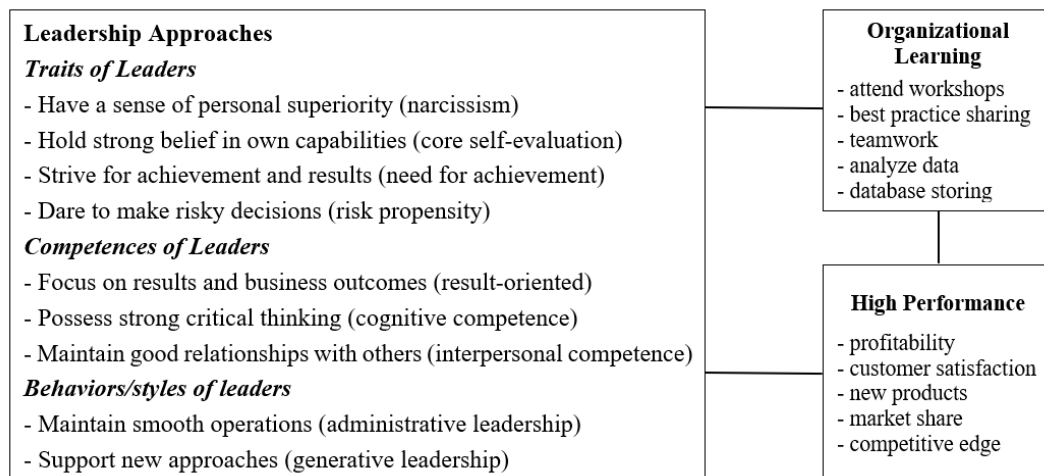 Leadership Approaches
Traits of Leaders
- Have a sense of personal superiority (narcissism)
- Hold strong belief in own capabilities (core self-evaluation)
- Strive for achievement and results (need for achievement)
- Dare to make risky decisions (risk propensity)
Competences of Leaders
- Focus on results and business outcomes (result-oriented)
- Possess strong critical thinking (cognitive competence)
- Maintain good relationships with others (interpersonal competence)
Behaviors/styles of leaders
- Maintain smooth operations (administrative leadership)
- Support new approaches (generative leadership)
Organizational
Learning
- attend workshops
- best practice sharing
- teamwork
- analyze data
- database storing
High Performance
- profitability
- customer satisfaction
- new products
- market share
- competitive edge